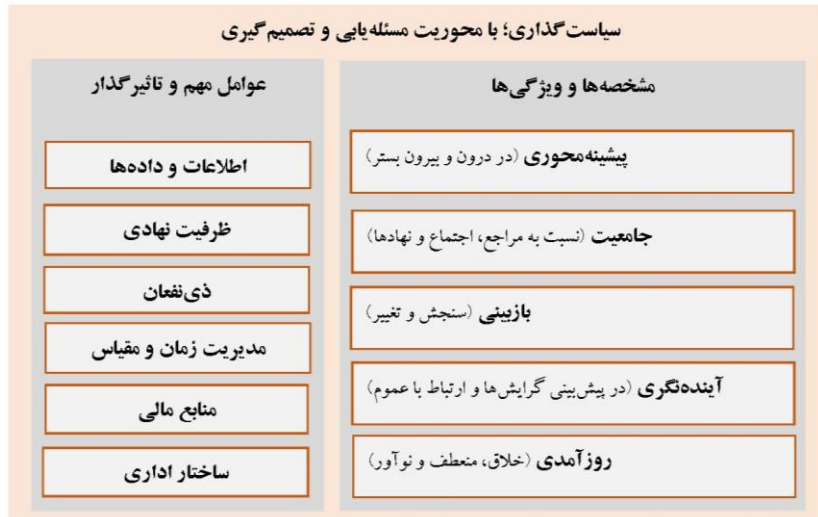 سیاست‌گذاری؛ با محوریت مسئله‌یابی و تصمیم‌گیری
مشخصه‌ها و ویژگی‌ها
پیشینه‌محوری (در درون و بیرون بستر)
جامعیت (نسبت به مراجع، اجتماع و نهادها)
بازبینی (سنجش و تغییر)
آینده‌نگری (در پیش‌بینی گرایش‌ها و ارتباط با عموم)
روزآمدی (خلاق، منعطف و نوآور)
عوامل مهم و تاثیرگذار
اطلاعات و داده‌ها
ظرفیت نهادی
ذی‌نفعان
مدیریت زمان و مقیاس
منابع مالی
ساختار اداری